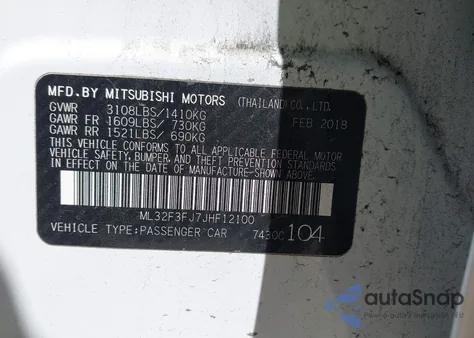 MFD.BY MITSUBISHI MOTORS (THAILAND)CO.,LTD.
GVWR 3108LBS/1410KG
GAWR FR 1609LBS/ 730KG FEB 2018
GAWR RR 1521LBS/ 690KG
THIS VEHICLE CONFORMS TO ALL APPLICABLE FEDERAL MOTOR
VEHICLE SAFETY, BUMPER, AND THEFT PREVENTION STANDARDS
IN EFFECT ON THE DATE OF MANUFACTURE SHOWN ABOVE.
ML32F3FJ7JHF12100
VEHICLE TYPE:PASSENGER CAR 7430C 104
autoSnap